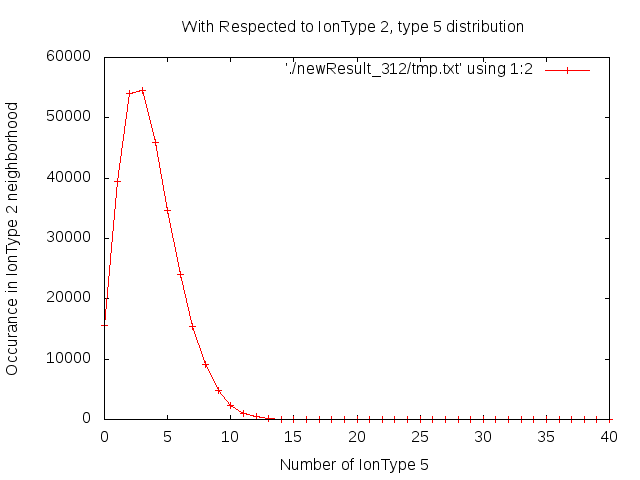 With Respected to IonType 2, type 5 distribution
'./newResult_312/tmp.txt' using 1:2
Occurance in IonType 2 neighborhood
60000
50000
40000
30000
20000
10000
0
0 5 10 15 20 25 30 35 40
Number of IonType 5